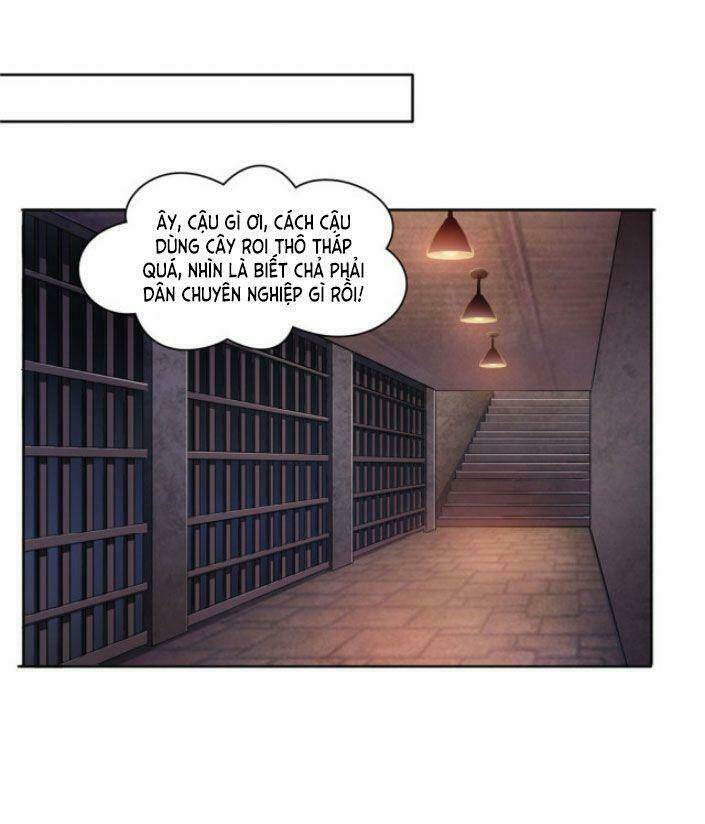 ÂY, CẬU GÌ ƠI, CÁCH CẬU
DÙNG CÂY ROI THÔ THÁP
QUÁ, NHÌN LÀ BIẾT CHẢ PHẢI
DÂN CHUYÊN NGHIỆP GÌ RỒI!